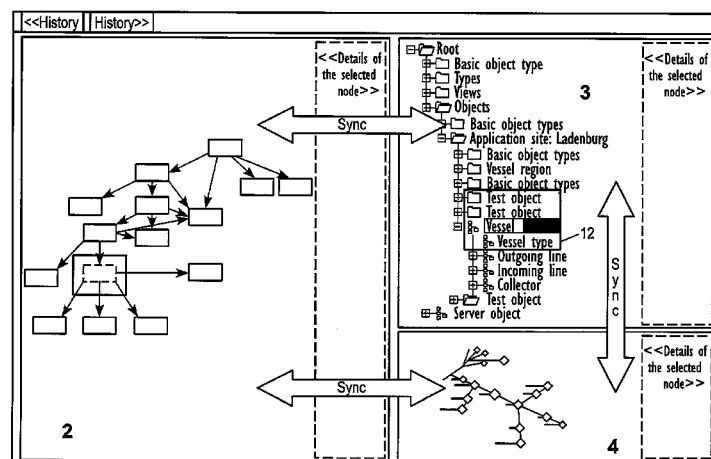 <<History History>>
<<Details of
the selected
node>>
Sync
2
Root
Basic object type
Types
Views
Objects
Basic object types
Application site: Ladenburg
Basic object types
Vessel region
Basic object types
Test object
Test object
Vesse
Vessel type
Outgoing line
Incoming line
Collector
Test object
Server object
3
12
<<Details of
the selected
node>>
Sync
Sync
4
<<Details of
the selected
node>>